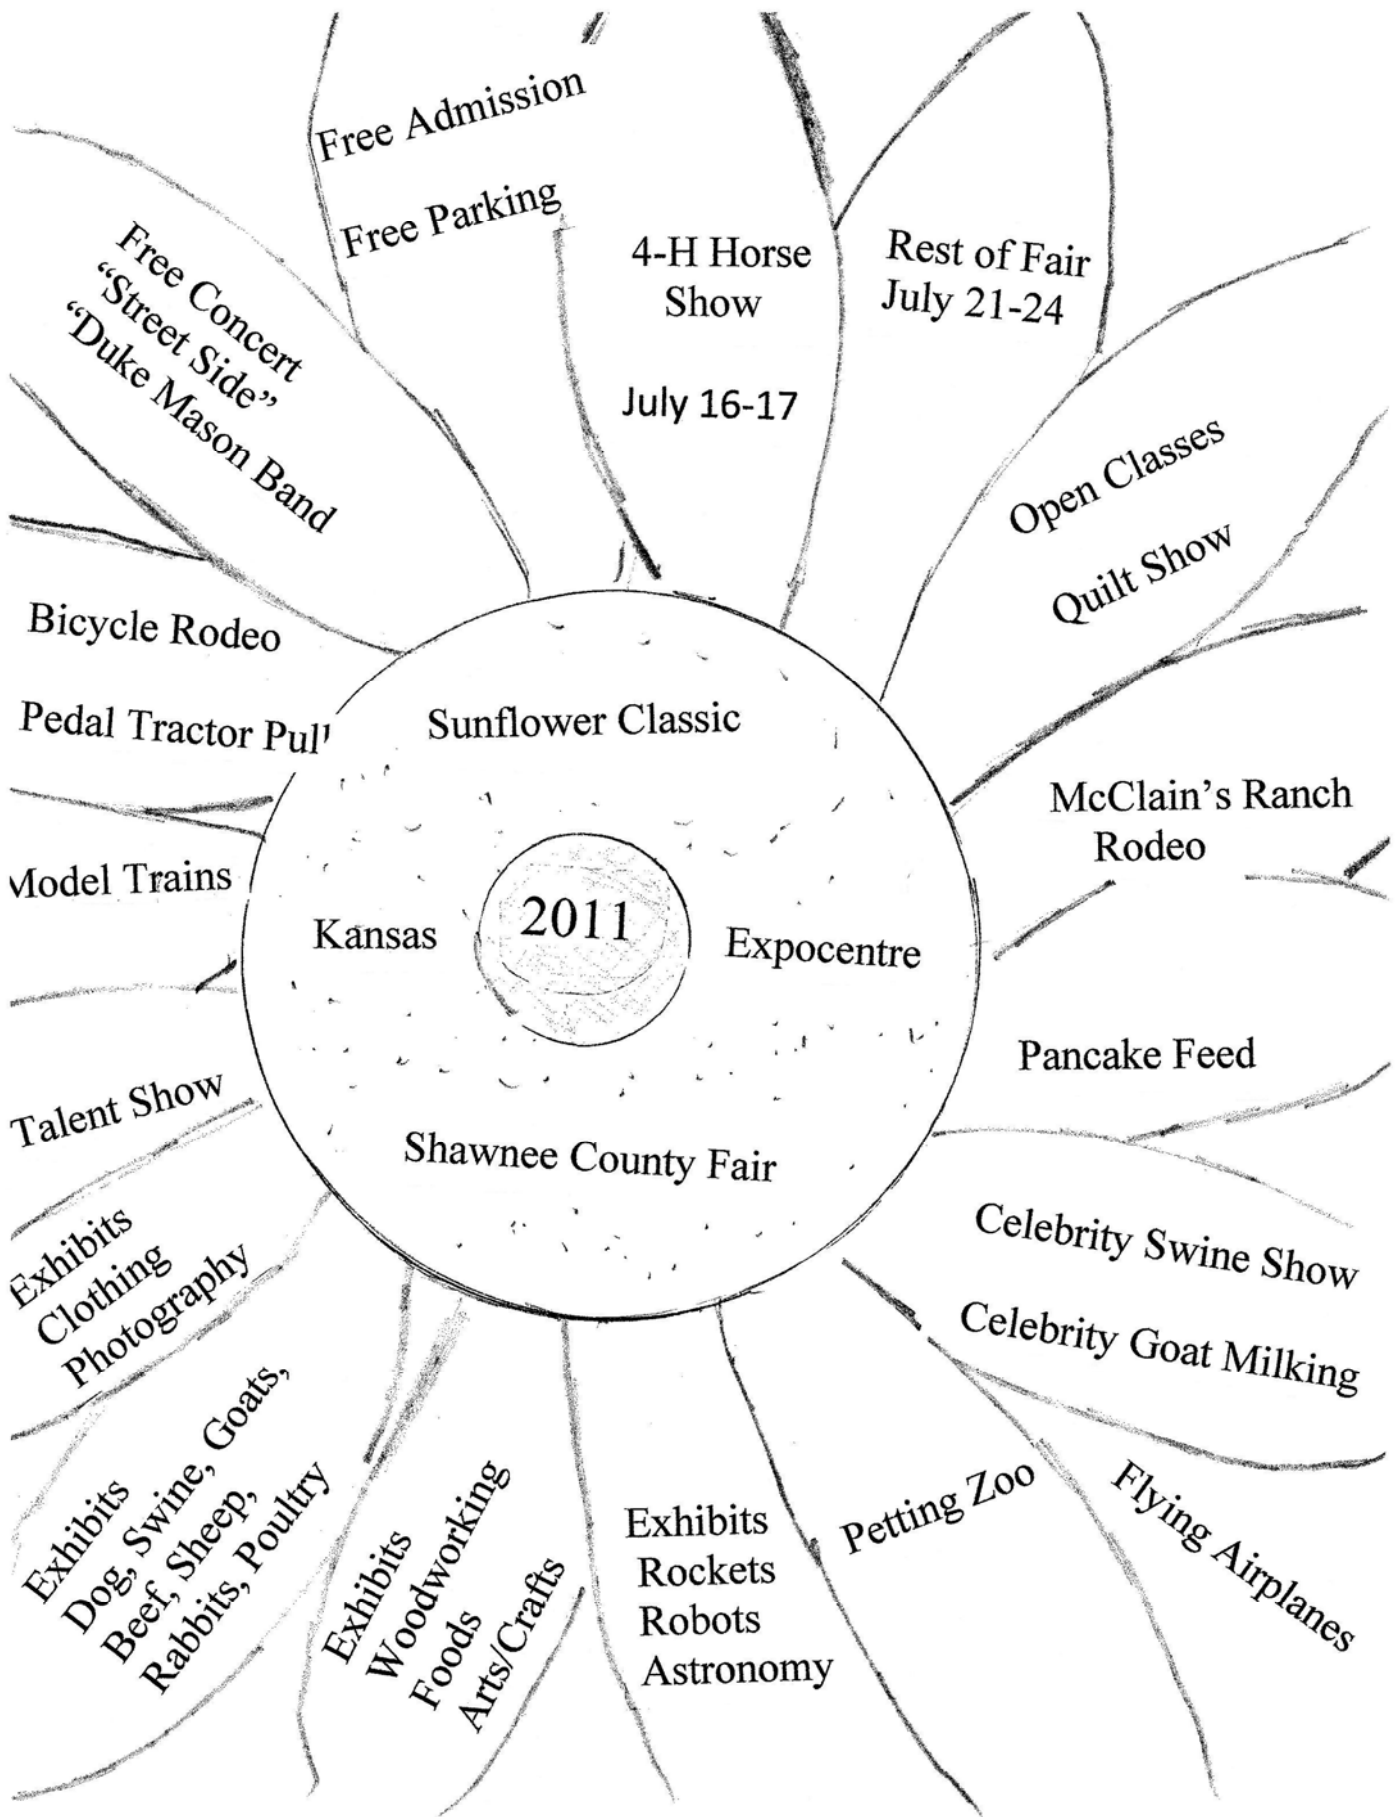 Free Admission
Free Parking
4-H Horse
Show
July 16-17
Rest of Fair
July 21-24
Open Classes
Quilt Show
McClain's Ranch
Rodeo
Pancake Feed
Celebrity Swine Show
Celebrity Goat Milking
Flying Airplanes
Petting Zoo
Exhibits
Rockets
Robots
Astronomy
Exhibits
Woodworking
Foods
Arts/Crafts
Exhibits
Dog, Swine, Goats,
Beef, Sheep,
Rabbits, Poultry
Exhibits
Clothing
Photography
Talent Show
Model Trains
Bicycle Rodeo
Pedal Tractor Pull
Free Concert
“Street Side”
“Duke Mason Band
Sunflower Classic
Kansas
2011
Expocentre
Shawnee County Fair